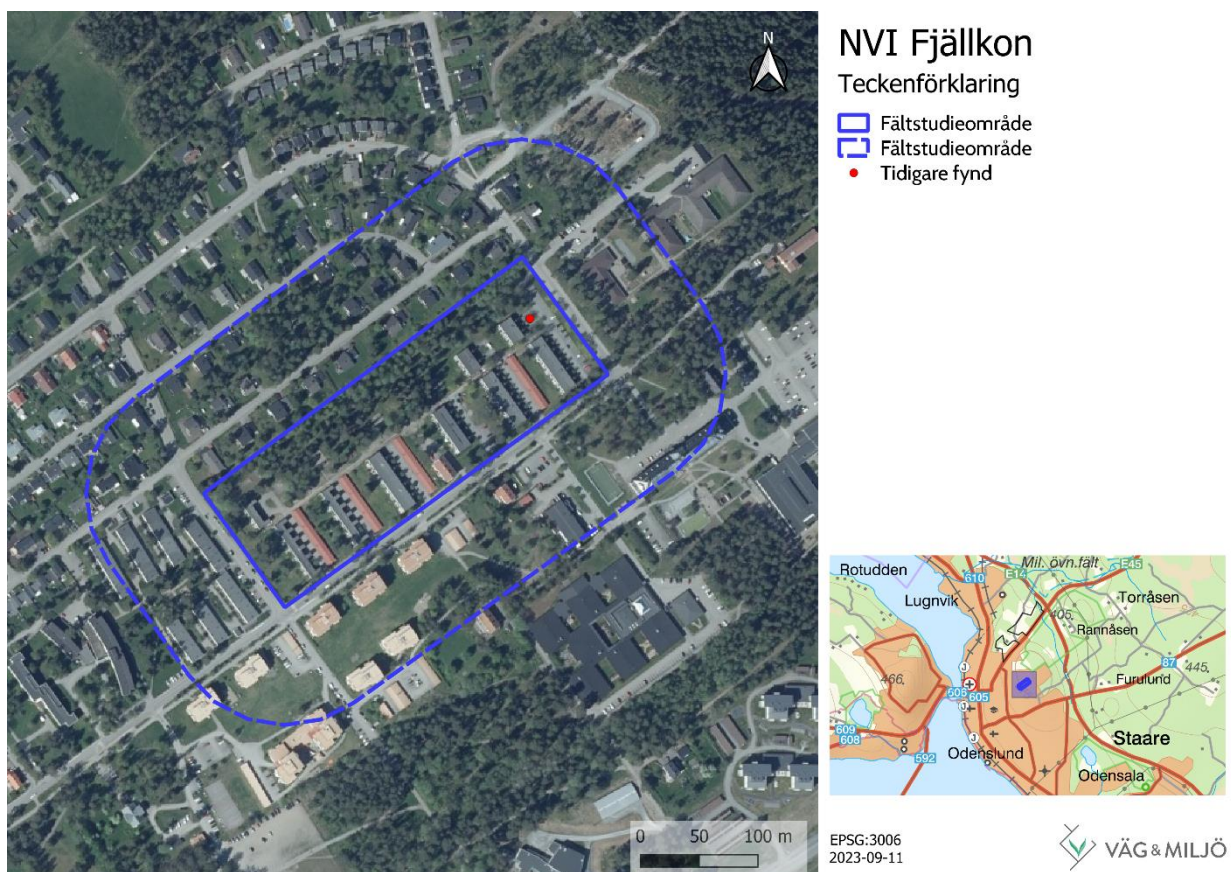 N
NVI Fjällkon
Teckenförklaring
Fältstudieområde
Fältstudieområde
Tidigare fynd
0 50 100 m
Rotudden
610
E14
Mil. övn.fält
E45
Lugnvik
405.
Torråsen
Rannåsen
87
445.
466.
606
605
Furulund
609
608
Staare
592
Odenslund
Odensala
EPSG:3006
2023-09-11
VÄG & MILJÖ